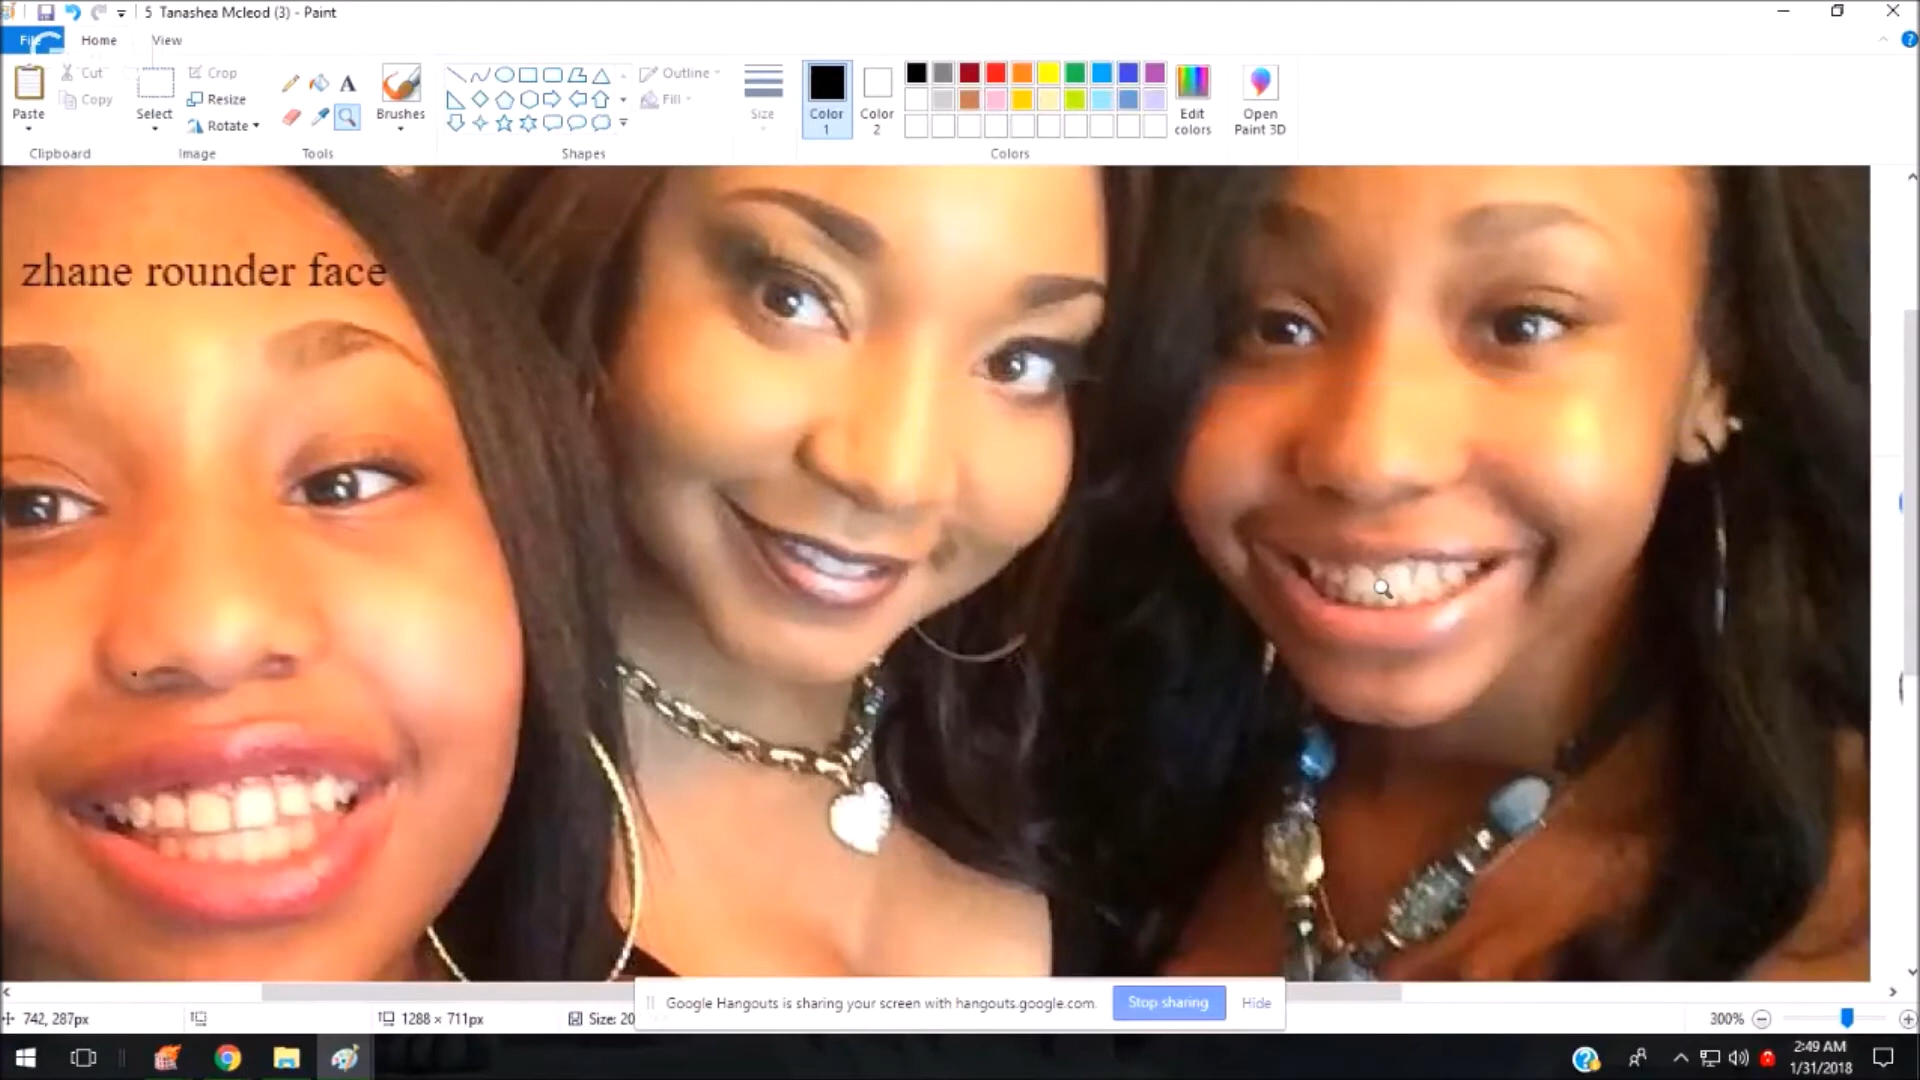 5 Tanashea Mcleod (3) - Paint
File Home View
Paste
Cut
Copy
Clipboard
Select
Crop
Resize
Rotate
Image
A
Tools
Brushes
Shapes
Outline
Fill
Size
Color 1
Color 2
Edit colors
Colors
Open Paint 3D
zhane rounder face
Google Hangouts is sharing your screen with hangouts.google.com. Stop sharing Hide
742, 287px
1288 × 711px
Size: 20
300%
2:49 AM
1/31/2018